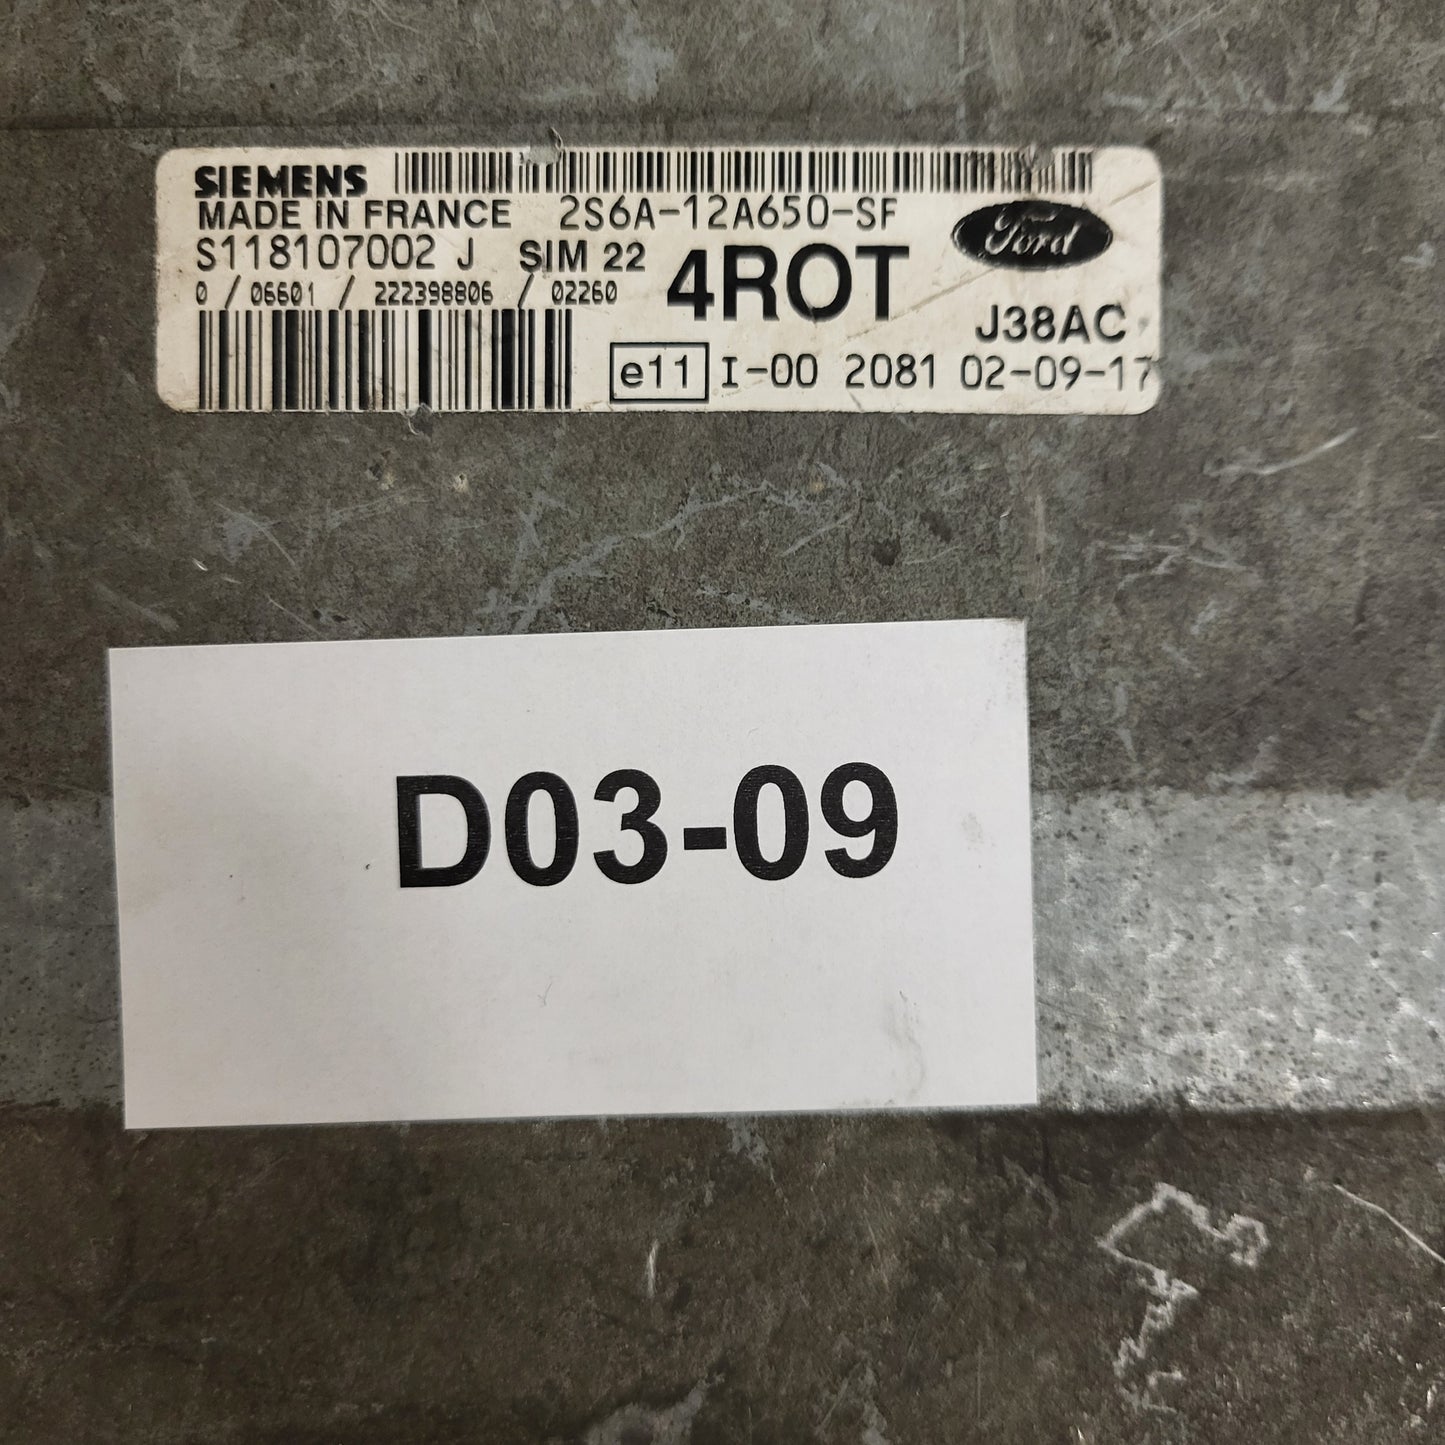 SIEMENS
MADE IN FRANCE 2S6A-12A650-SF
Ford
S118107002 J SIM 22 4ROT
0 / 06601 / 222398806 / 02260
J38AC
e11 I-00 2081 02-09-17
D03-09